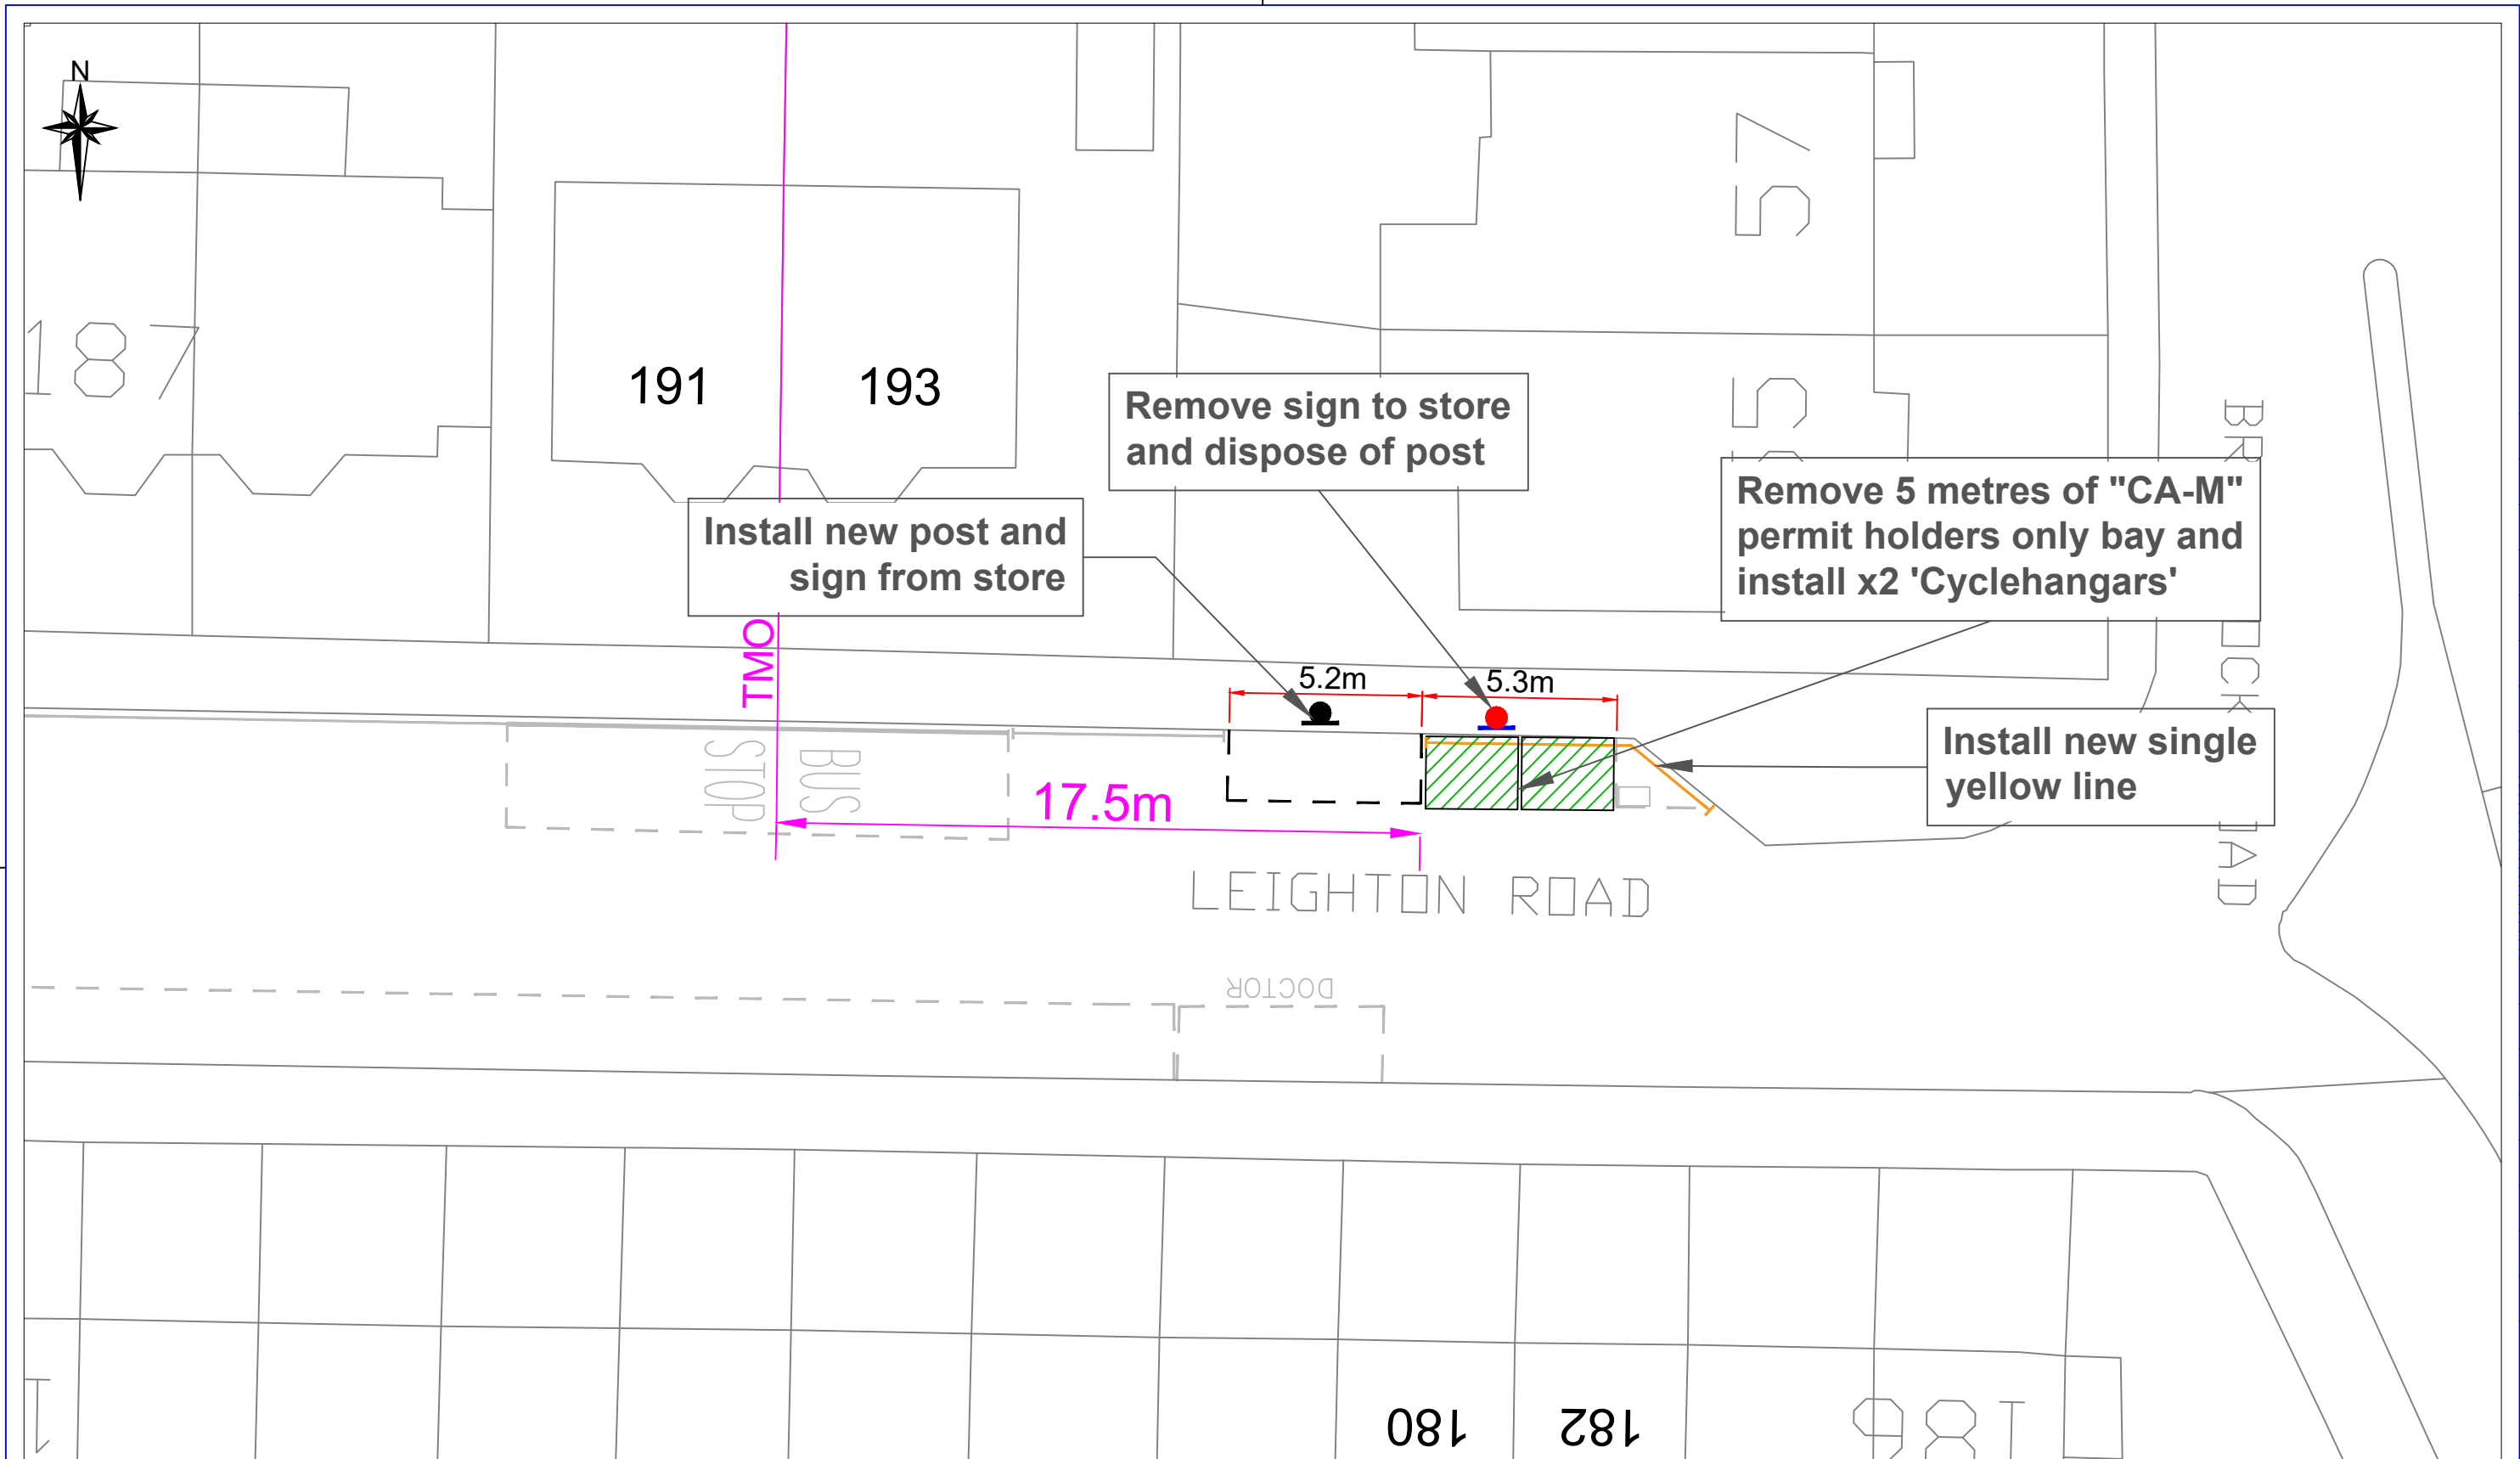 N
57
187
191
193
Remove sign to store
and dispose of post
Remove 5 metres of "CA-M"
permit holders only bay and
install x2 'Cyclehangars'
Install new post and
sign from store
TMO
5.2m
5.3m
Install new single
yellow line
BUS
STOP
17.5m
LEIGHTON ROAD
DOCTOR
180
182
186